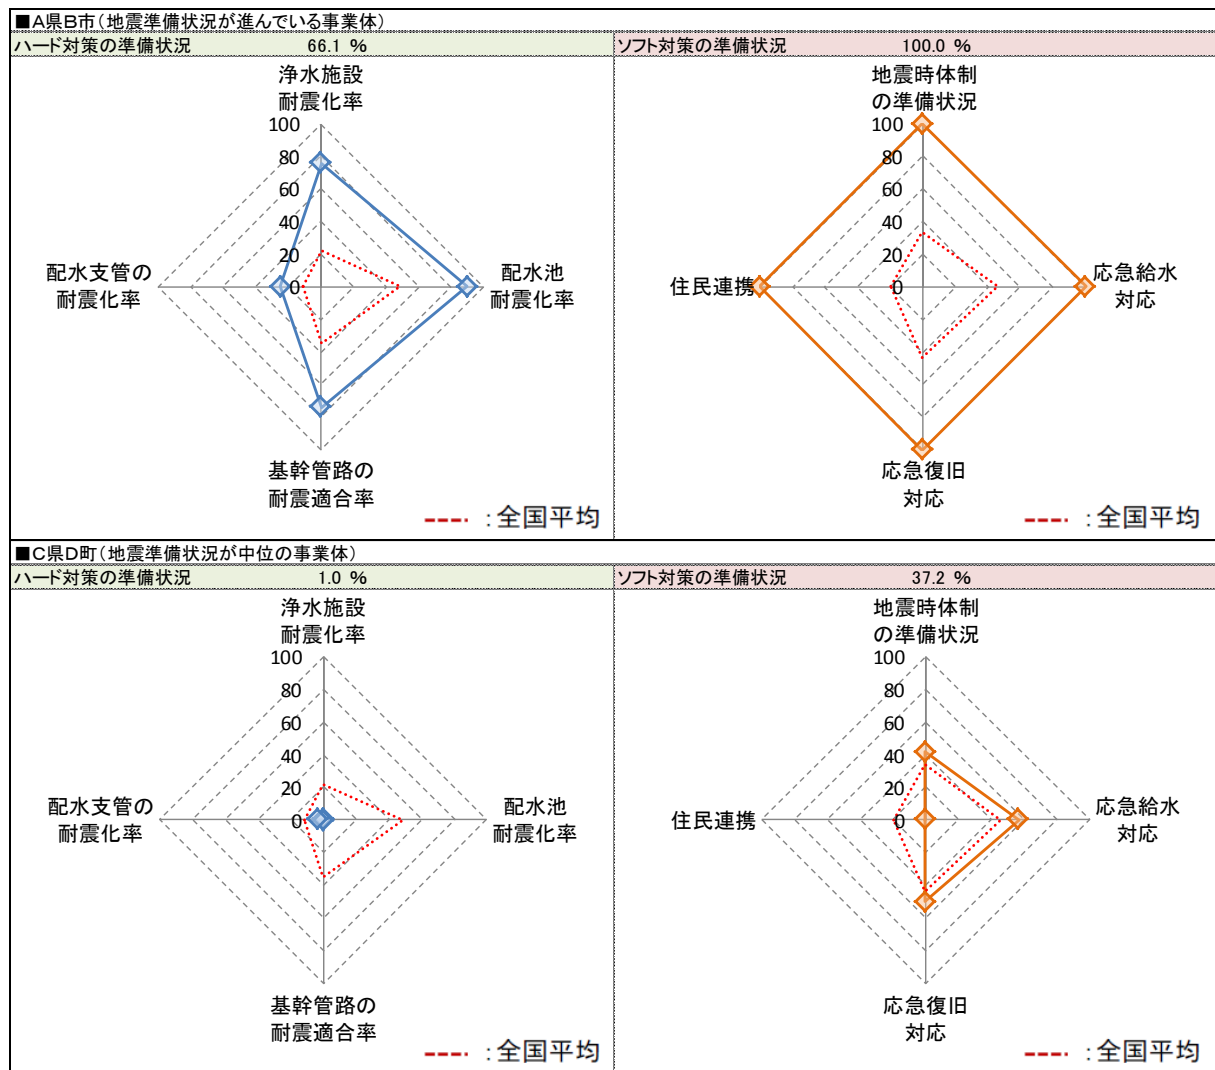 ■A県B市(地震準備状況が進んでいる事業体)
ハード対策の準備状況 66.1 %
ソフト対策の準備状況 100.0 %
浄水施設
耐震化率
100
80
60
40
20
0
配水支管の
耐震化率
配水池
耐震化率
基幹管路の
耐震適合率
:全国平均
地震時体制
の準備状況
100
80
60
40
20
0
住民連携
応急給水
対応
応急復旧
対応
:全国平均
■C県D町(地震準備状況が中位の事業体)
ハード対策の準備状況 1.0 %
ソフト対策の準備状況 37.2 %
浄水施設
耐震化率
100
80
60
40
20
0
配水支管の
耐震化率
配水池
耐震化率
基幹管路の
耐震適合率
:全国平均
地震時体制
の準備状況
100
80
60
40
20
0
住民連携
応急給水
対応
応急復旧
対応
:全国平均